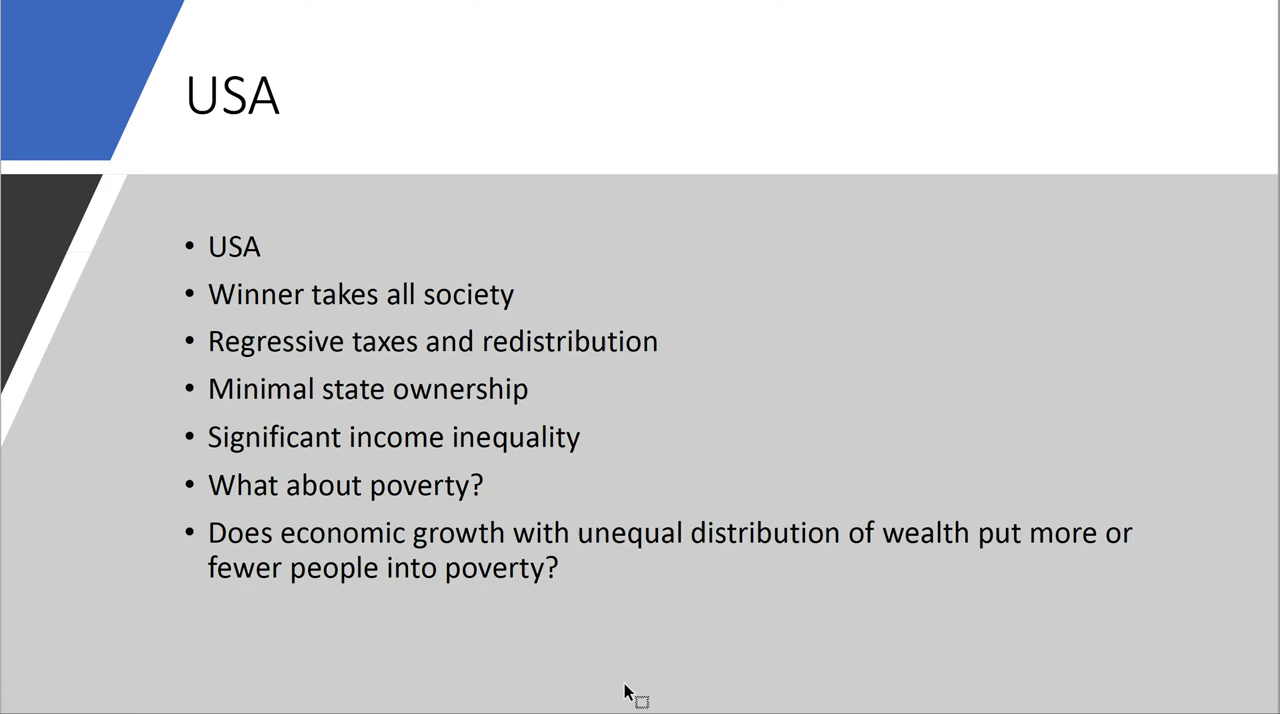 USA
• USA
• Winner takes all society
• Regressive taxes and redistribution
• Minimal state ownership
• Significant income inequality
• What about poverty?
• Does economic growth with unequal distribution of wealth put more or
fewer people into poverty?